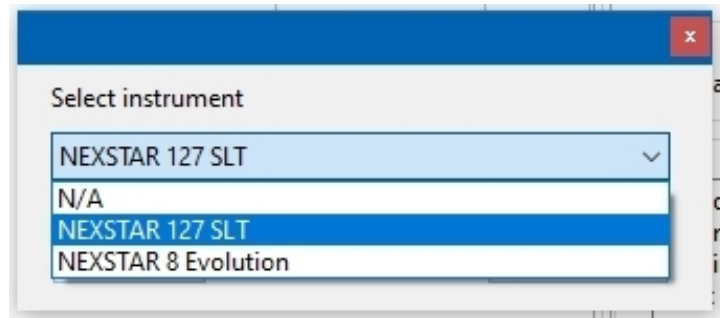 x
Select instrument
NEXSTAR 127 SLT
N/A
NEXSTAR 127 SLT
NEXSTAR 8 Evolution